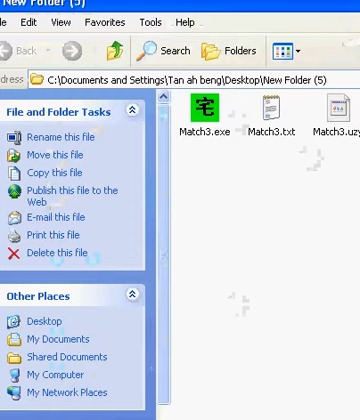 New Folder (5)
le Edit View Favorites Tools Help
Back Search Folders
ddress C:\Documents and Settings\Tan ah beng\Desktop\New Folder (5)
File and Folder Tasks
Rename this file
Move this file
Copy this file
Publish this file to the
Web
E-mail this file
Print this file
Delete this file
Other Places
Desktop
My Documents
Shared Documents
My Computer
My Network Places
宅
Match3.exe Match3.txt Match3.uzy